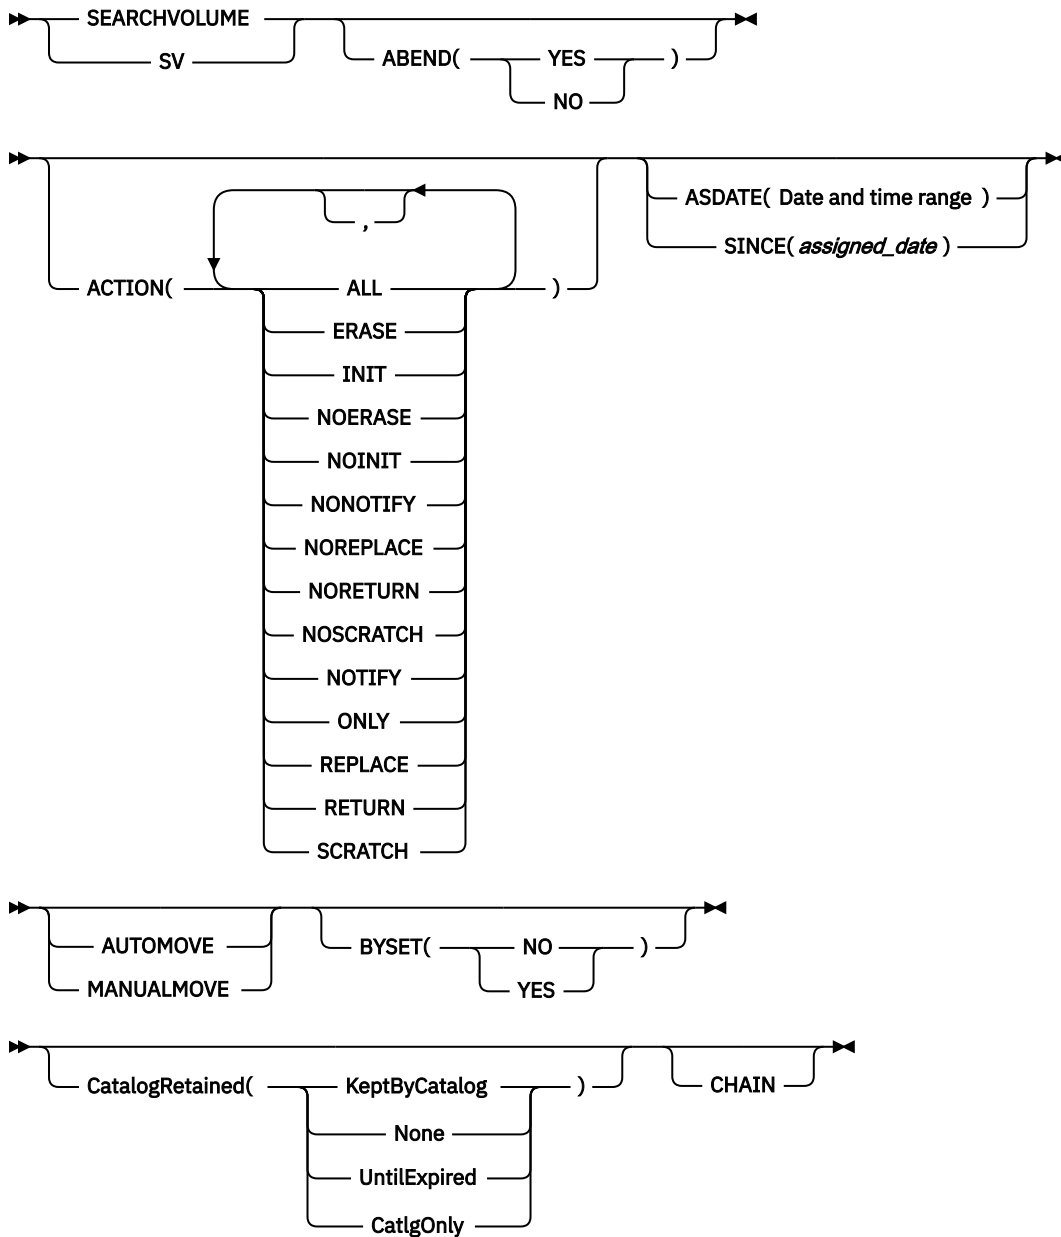 SEARCHVOLUME
SV
ABEND( YES )
NO
,
ACTION( ALL )
ERASE
INIT
NOERASE
NOINIT
NONOTIFY
NOREPLACE
NORETURN
NOSCRATCH
NOTIFY
ONLY
REPLACE
RETURN
SCRATCH
ASDATE( Date and time range )
SINCE( assigned_date )
AUTOMOVE
MANUALMOVE
BYSET( NO )
YES
CatalogRetained( KeptByCatalog )
None
UntilExpired
CatlgOnly
CHAIN